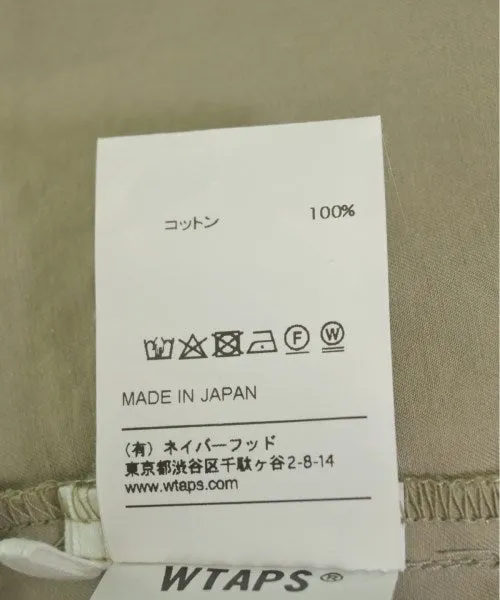 コットン 100%
F W
MADE IN JAPAN
(有) ネイバーフッド
東京都渋谷区千駄ヶ谷2-8-14
www.wtaps.com
WTAPS®